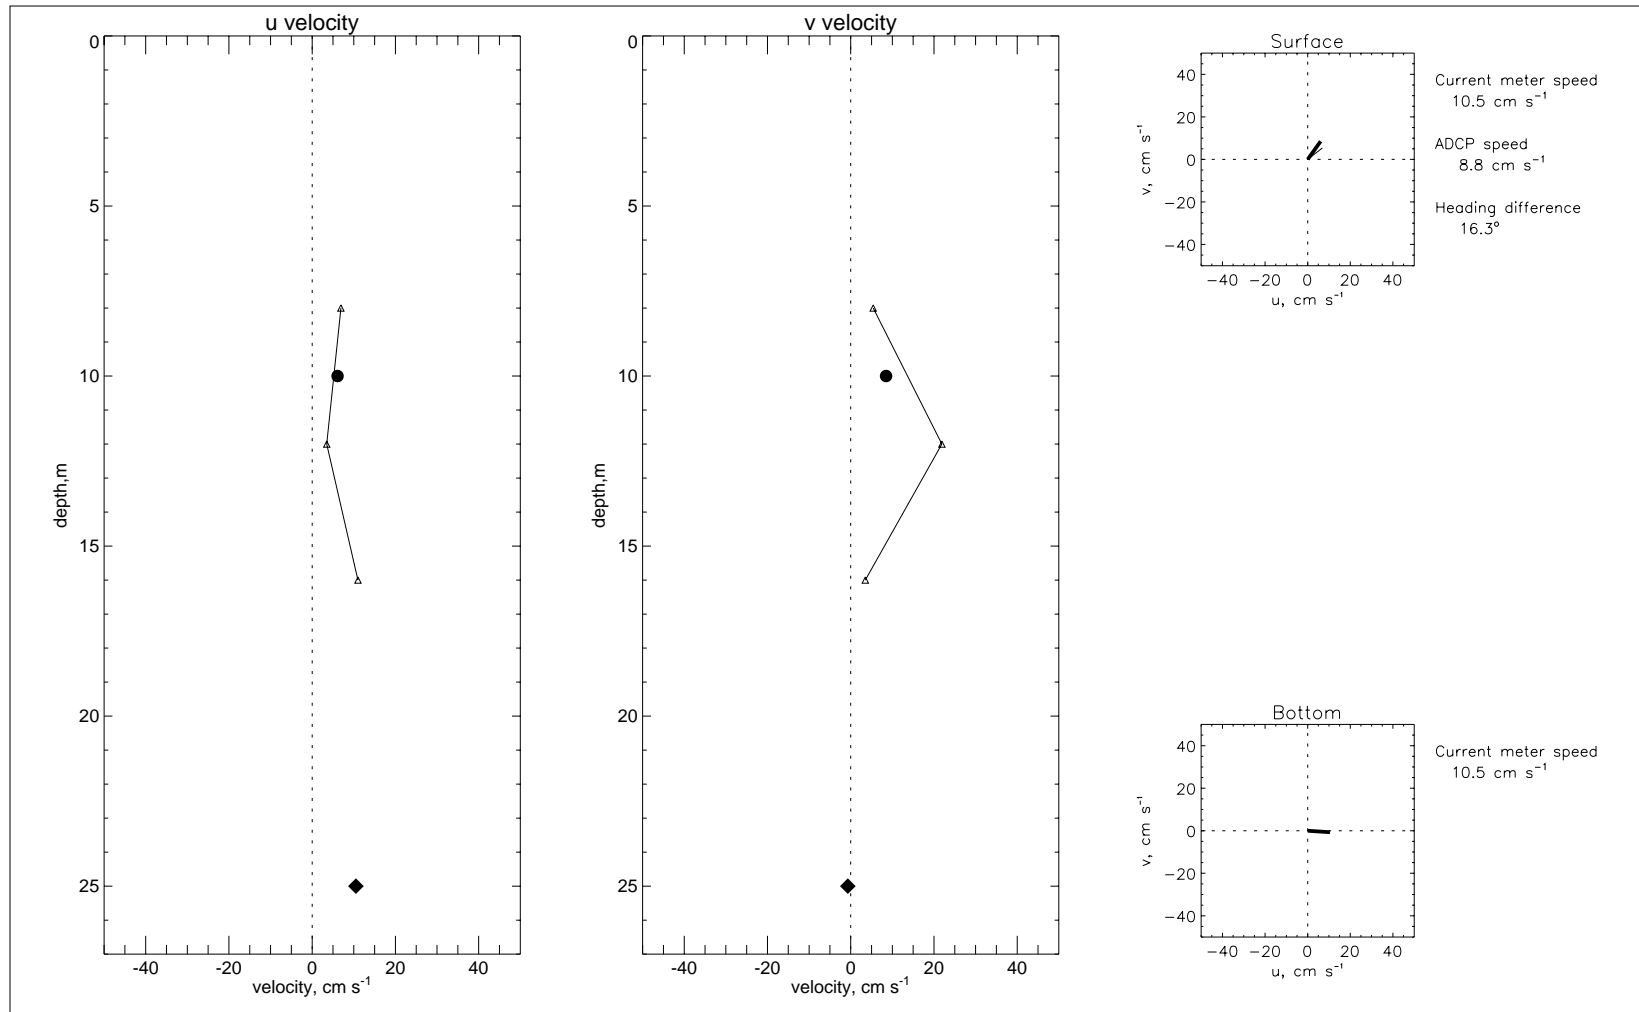 u velocity
0
5
10
15
20
25
depth,m
-40 -20 0 20 40
velocity, cm s⁻¹
v velocity
0
5
10
15
20
25
depth,m
-40 -20 0 20 40
velocity, cm s⁻¹
Surface
40
20
0
−20
−40
v, cm s⁻¹
−40 −20 0 20 40
u, cm s⁻¹
Current meter speed
10.5 cm s⁻¹
ADCP speed
8.8 cm s⁻¹
Heading difference
16.3°
Bottom
40
20
0
−20
−40
v, cm s⁻¹
−40 −20 0 20 40
u, cm s⁻¹
Current meter speed
10.5 cm s⁻¹